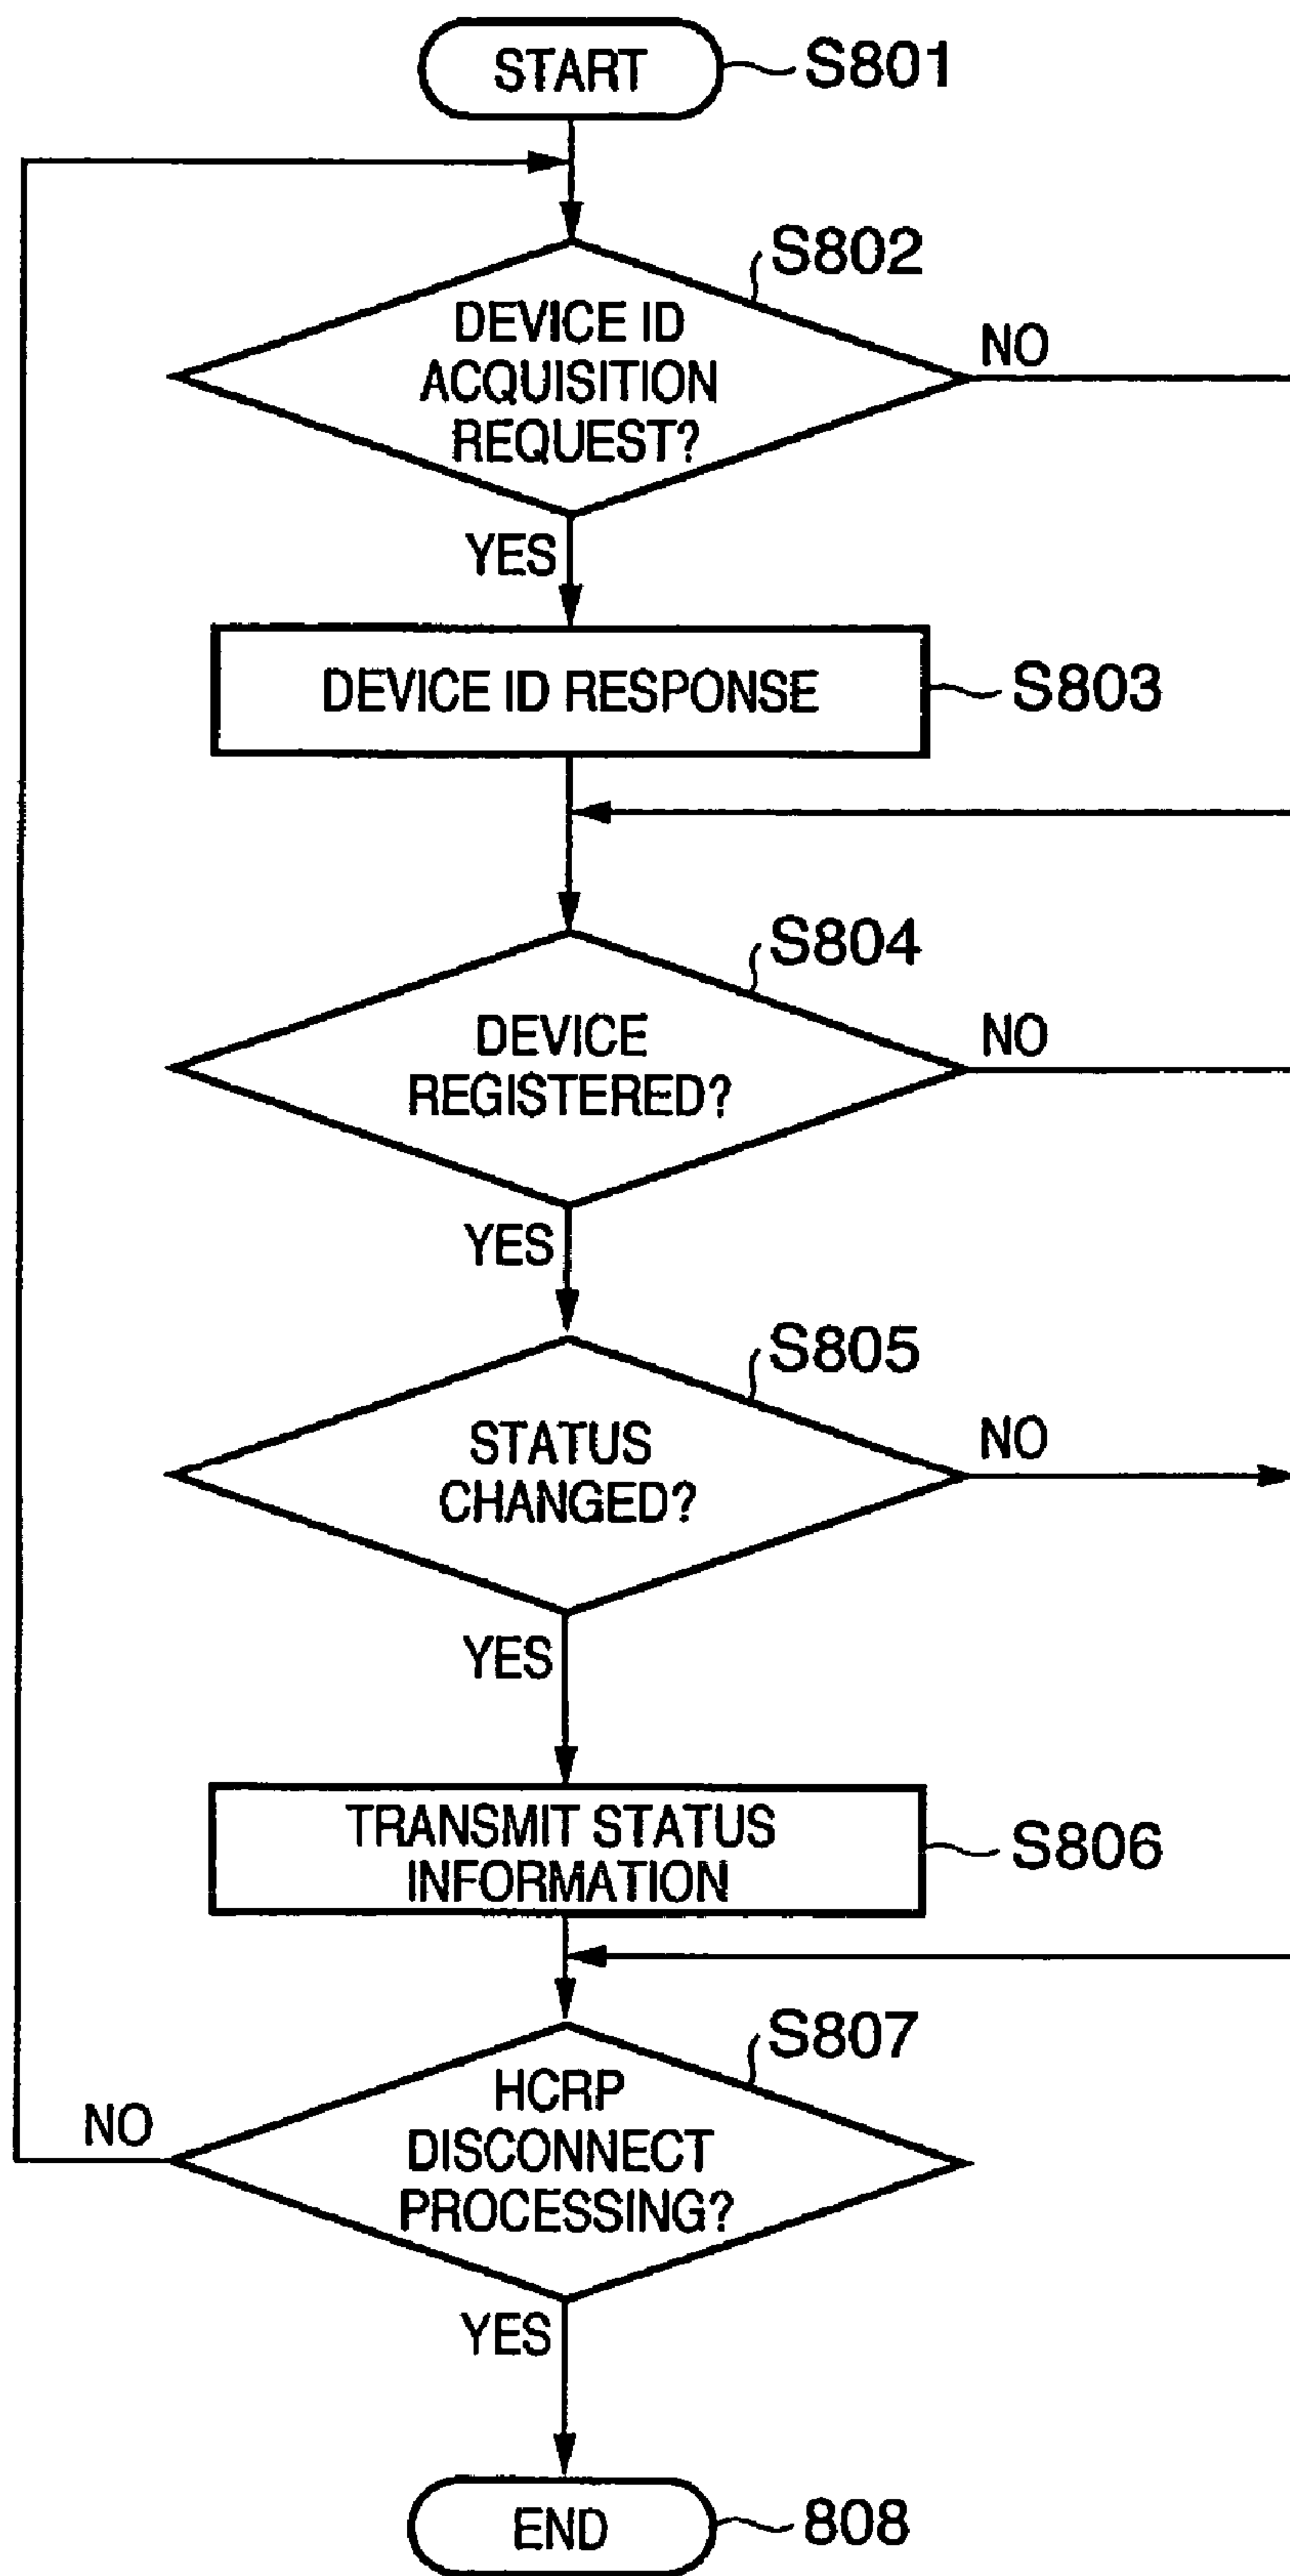 START
S801
S802
DEVICE ID
ACQUISITION
REQUEST?
NO
YES
DEVICE ID RESPONSE
S803
S804
DEVICE
REGISTERED?
NO
YES
S805
STATUS
CHANGED?
NO
YES
TRANSMIT STATUS
INFORMATION
S806
S807
HCRP
DISCONNECT
PROCESSING?
NO
YES
END
808